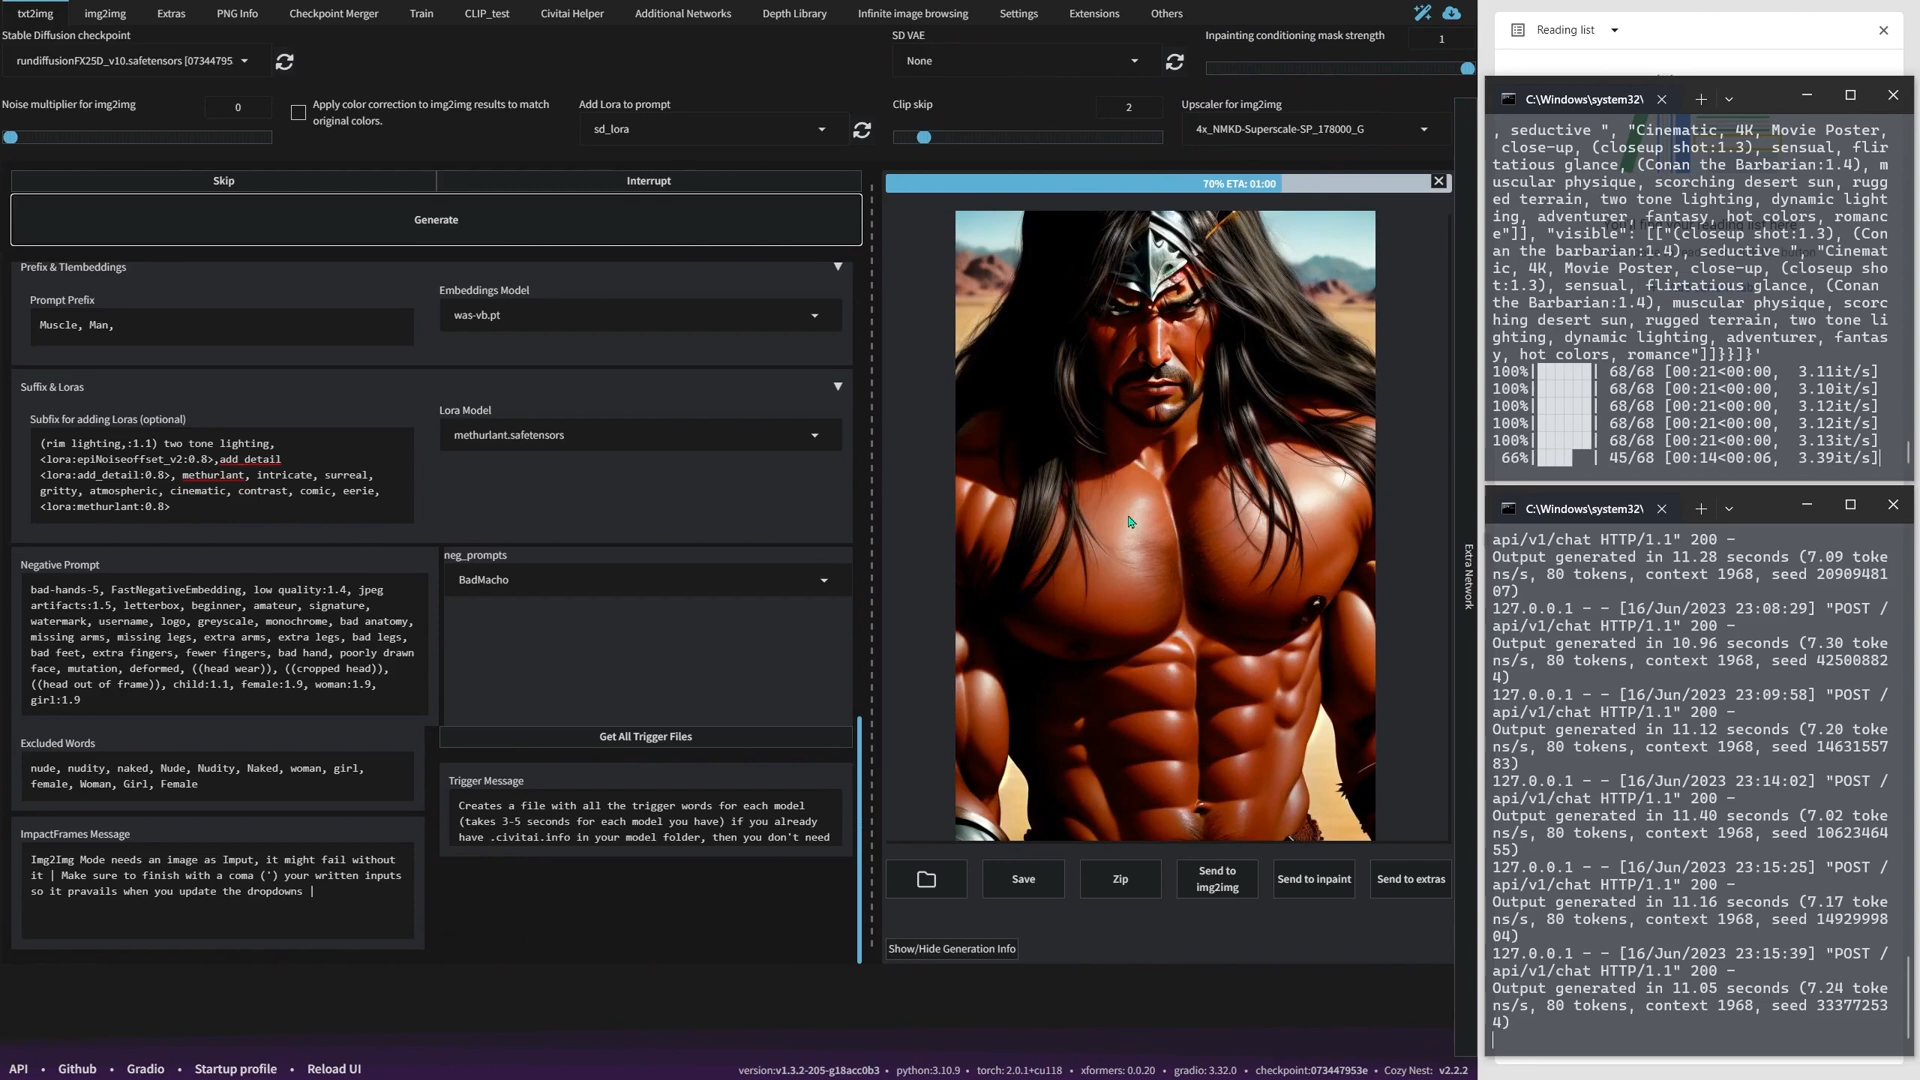 txt2img
img2img
Extras
PNG Info
Checkpoint Merger
Train
CLIP_test
Civitai Helper
Additional Networks
Depth Library
Infinite image browsing
Settings
Extensions
Others
Stable Diffusion checkpoint
rundiffusionFX25D_v10.safetensors [07344795
SD VAE
None
Inpainting conditioning mask strength
1
Noise multiplier for img2img
0
Apply color correction to img2img results to match
original colors.
Add Lora to prompt
sd_lora
Clip skip
2
Upscaler for img2img
4x_NMKD-Superscale-SP_178000_G
Skip
Interrupt
Generate
Prefix & TIembeddings
Prompt Prefix
Muscle, Man,
Embeddings Model
was-vb.pt
Suffix & Loras
Subfix for adding Loras (optional)
(rim lighting,:1.1) two tone lighting,
<lora:epiNoiseoffset_v2:0.8>,add_detail
<lora:add_detail:0.8>, methurlant, intricate, surreal,
gritty, atmospheric, cinematic, contrast, comic, eerie,
<lora:methurlant:0.8>
Lora Model
methurlant.safetensors
Negative Prompt
bad-hands-5, FastNegativeEmbedding, low quality:1.4, jpeg
artifacts:1.5, letterbox, beginner, amateur, signature,
watermark, username, logo, greyscale, monochrome, bad anatomy,
missing arms, missing legs, extra arms, extra legs, bad legs,
bad feet, extra fingers, fewer fingers, bad hand, poorly drawn
face, mutation, deformed, ((head wear)), ((cropped head)),
((head out of frame)), child:1.1, female:1.9, woman:1.9,
girl:1.9
neg_prompts
BadMacho
Excluded Words
nude, nudity, naked, Nude, Nudity, Naked, woman, girl,
female, Woman, Girl, Female
Get All Trigger Files
Trigger Message
Creates a file with all the trigger words for each model
(takes 3-5 seconds for each model you have) if you already
have .civitai.info in your model folder, then you don't need
ImpactFrames Message
Img2Img Mode needs an image as Imput, it might fail without
it | Make sure to finish with a coma (') your written inputs
so it pravails when you update the dropdowns |
70% ETA: 01:00
Save
Zip
Send to
img2img
Send to inpaint
Send to extras
Show/Hide Generation Info
Extra Network
API • Github • Gradio • Startup profile • Reload UI
version:v1.3.2-205-g18acc0b3 • python:3.10.9 • torch: 2.0.1+cu118 • xformers: 0.0.20 • gradio: 3.32.0 • checkpoint:073447953e • Cozy Nest: v2.2.2
Reading list
C:\Windows\system32\
, seductive ", "Cinematic, 4K, Movie Poster,
close-up, (closeup shot:1.3), sensual, flir
tatious glance, (Conan the Barbarian:1.4), m
uscular physique, scorching desert sun, rugg
ed terrain, two tone lighting, dynamic light
ing, adventurer, fantasy, hot colors, romanc
e"]], "visible": [["(closeup shot:1.3), (Con
an the barbarian:1.4), seductive ", "Cinemat
ic, 4K, Movie Poster, close-up, (closeup sho
t:1.3), sensual, flirtatious glance, (Conan
the Barbarian:1.4), muscular physique, scorc
hing desert sun, rugged terrain, two tone li
ghting, dynamic lighting, adventurer, fantas
y, hot colors, romance"]]}}]}'
100%| | 68/68 [00:21<00:00, 3.11it/s]
100%| | 68/68 [00:21<00:00, 3.10it/s]
100%| | 68/68 [00:21<00:00, 3.12it/s]
100%| | 68/68 [00:21<00:00, 3.12it/s]
100%| | 68/68 [00:21<00:00, 3.13it/s]
66%| | 45/68 [00:14<00:06, 3.39it/s]
C:\Windows\system32\
api/v1/chat HTTP/1.1" 200 -
Output generated in 11.28 seconds (7.09 toke
ns/s, 80 tokens, context 1968, seed 20909481
07)
127.0.0.1 - - [16/Jun/2023 23:08:29] "POST /
api/v1/chat HTTP/1.1" 200 -
Output generated in 10.96 seconds (7.30 toke
ns/s, 80 tokens, context 1968, seed 42500882
4)
127.0.0.1 - - [16/Jun/2023 23:09:58] "POST /
api/v1/chat HTTP/1.1" 200 -
Output generated in 11.12 seconds (7.20 toke
ns/s, 80 tokens, context 1968, seed 14631557
83)
127.0.0.1 - - [16/Jun/2023 23:14:02] "POST /
api/v1/chat HTTP/1.1" 200 -
Output generated in 11.40 seconds (7.02 toke
ns/s, 80 tokens, context 1968, seed 10623464
55)
127.0.0.1 - - [16/Jun/2023 23:15:25] "POST /
api/v1/chat HTTP/1.1" 200 -
Output generated in 11.16 seconds (7.17 toke
ns/s, 80 tokens, context 1968, seed 14929998
04)
127.0.0.1 - - [16/Jun/2023 23:15:39] "POST /
api/v1/chat HTTP/1.1" 200 -
Output generated in 11.05 seconds (7.24 toke
ns/s, 80 tokens, context 1968, seed 33377253
4)